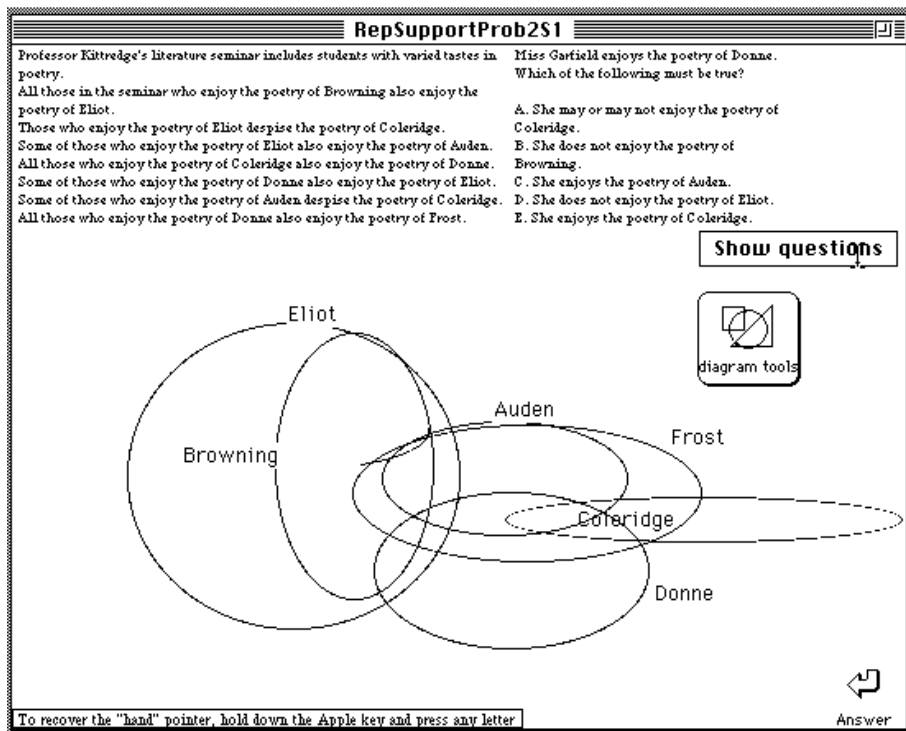 RepSupportProb2S1
Professor Kittredge's literature seminar includes students with varied tastes in
poetry.
All those in the seminar who enjoy the poetry of Browning also enjoy the
poetry of Eliot.
Those who enjoy the poetry of Eliot despise the poetry of Coleridge.
Some of those who enjoy the poetry of Eliot also enjoy the poetry of Auden.
All those who enjoy the poetry of Coleridge also enjoy the poetry of Donne.
Some of those who enjoy the poetry of Donne also enjoy the poetry of Eliot.
Some of those who enjoy the poetry of Auden despise the poetry of Coleridge.
All those who enjoy the poetry of Donne also enjoy the poetry of Frost.
Miss Garfield enjoys the poetry of Donne.
Which of the following must be true?
A. She may or may not enjoy the poetry of
Coleridge.
B. She does not enjoy the poetry of
Browning.
C. She enjoys the poetry of Auden.
D. She does not enjoy the poetry of Eliot.
E. She enjoys the poetry of Coleridge.
Show questions
diagram tools
Eliot
Auden
Frost
Browning
Coleridge
Donne
To recover the "hand" pointer, hold down the Apple key and press any letter
Answer